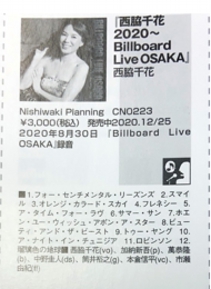 『西脇千花
2020～
Billboard
Live OSAKA』
西脇千花
Nishiwaki Planning CN0223
￥3,000(税込) 発売中2020.12/25
2020年8月30日 『Billboard Live
OSAKA』録音
1. フォー・センチメンタル・リーズンズ 2. スマイ
ル 3. オレンジ・カラード・スカイ 4. フレネシー 5.
ア・タイム・フォー・ラヴ 6. サマー・サン 7. ホエ
ン・ユー・ウィッシュ・アポン・ア・スター 8. ビュー
ティ・アンド・ザ・ビースト 9. トゥー・ヤング 10.
ア・ナイト・イン・チュニジア 11. ロビンソン 12.
瑠璃色の地球 西脇千花(vo), 加納新吾(p), 萬恭隆
(b), 中野圭人(ds), 筒井裕之(g), 本倉信平(vc), 市瀬